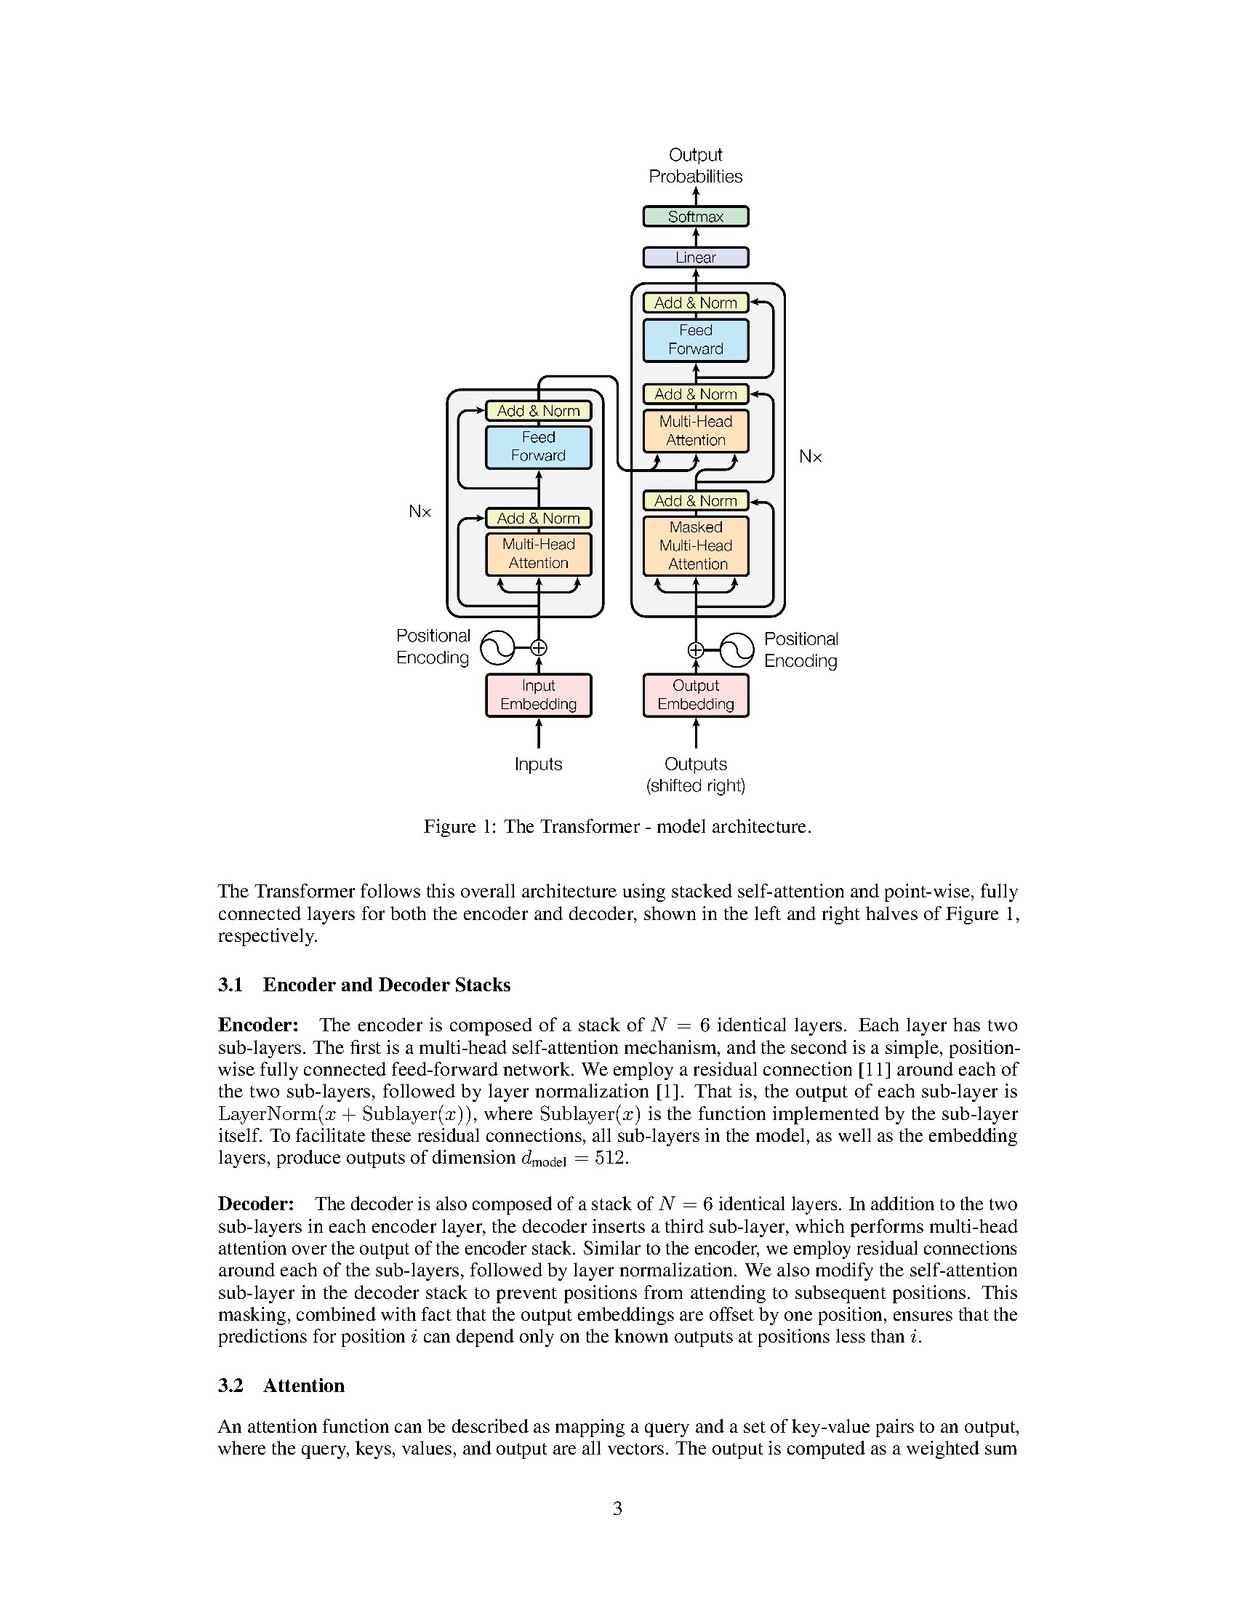 Output
Probabilities
Softmax
Linear
Add & Norm
Feed
Forward
Add & Norm
Multi-Head
Attention
Add & Norm
Masked
Multi-Head
Attention
Nx
Add & Norm
Feed
Forward
Add & Norm
Multi-Head
Attention
Nx
Positional
Encoding
Positional
Encoding
Input
Embedding
Output
Embedding
Inputs
Outputs
(shifted right)
Figure 1: The Transformer - model architecture.
The Transformer follows this overall architecture using stacked self-attention and point-wise, fully
connected layers for both the encoder and decoder, shown in the left and right halves of Figure 1,
respectively.
3.1 Encoder and Decoder Stacks
Encoder: The encoder is composed of a stack of N = 6 identical layers. Each layer has two
sub-layers. The first is a multi-head self-attention mechanism, and the second is a simple, position-
wise fully connected feed-forward network. We employ a residual connection [11] around each of
the two sub-layers, followed by layer normalization [1]. That is, the output of each sub-layer is
LayerNorm(x + Sublayer(x)), where Sublayer(x) is the function implemented by the sub-layer
itself. To facilitate these residual connections, all sub-layers in the model, as well as the embedding
layers, produce outputs of dimension d_model = 512.
Decoder: The decoder is also composed of a stack of N = 6 identical layers. In addition to the two
sub-layers in each encoder layer, the decoder inserts a third sub-layer, which performs multi-head
attention over the output of the encoder stack. Similar to the encoder, we employ residual connections
around each of the sub-layers, followed by layer normalization. We also modify the self-attention
sub-layer in the decoder stack to prevent positions from attending to subsequent positions. This
masking, combined with fact that the output embeddings are offset by one position, ensures that the
predictions for position i can depend only on the known outputs at positions less than i.
3.2 Attention
An attention function can be described as mapping a query and a set of key-value pairs to an output,
where the query, keys, values, and output are all vectors. The output is computed as a weighted sum
3